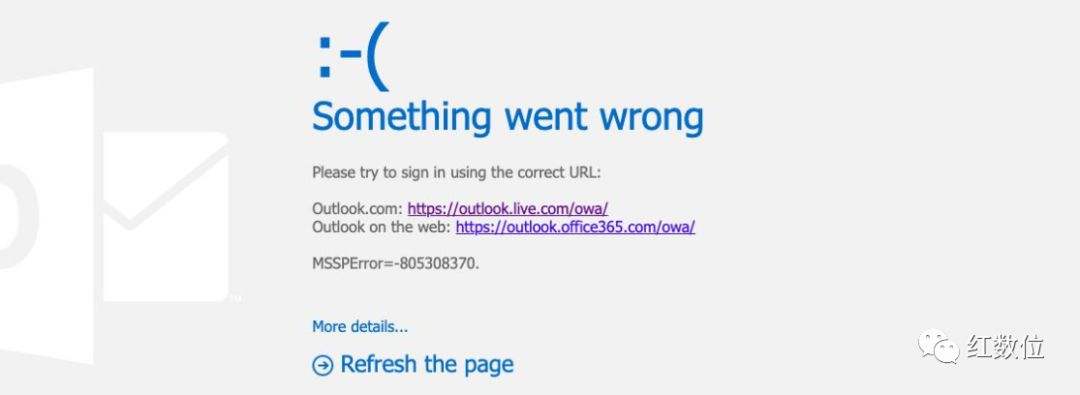 :-(
Something went wrong
Please try to sign in using the correct URL:
Outlook.com: https://outlook.live.com/owa/
Outlook on the web: https://outlook.office365.com/owa/
MSSPError=-805308370.
More details...
Refresh the page
红数位